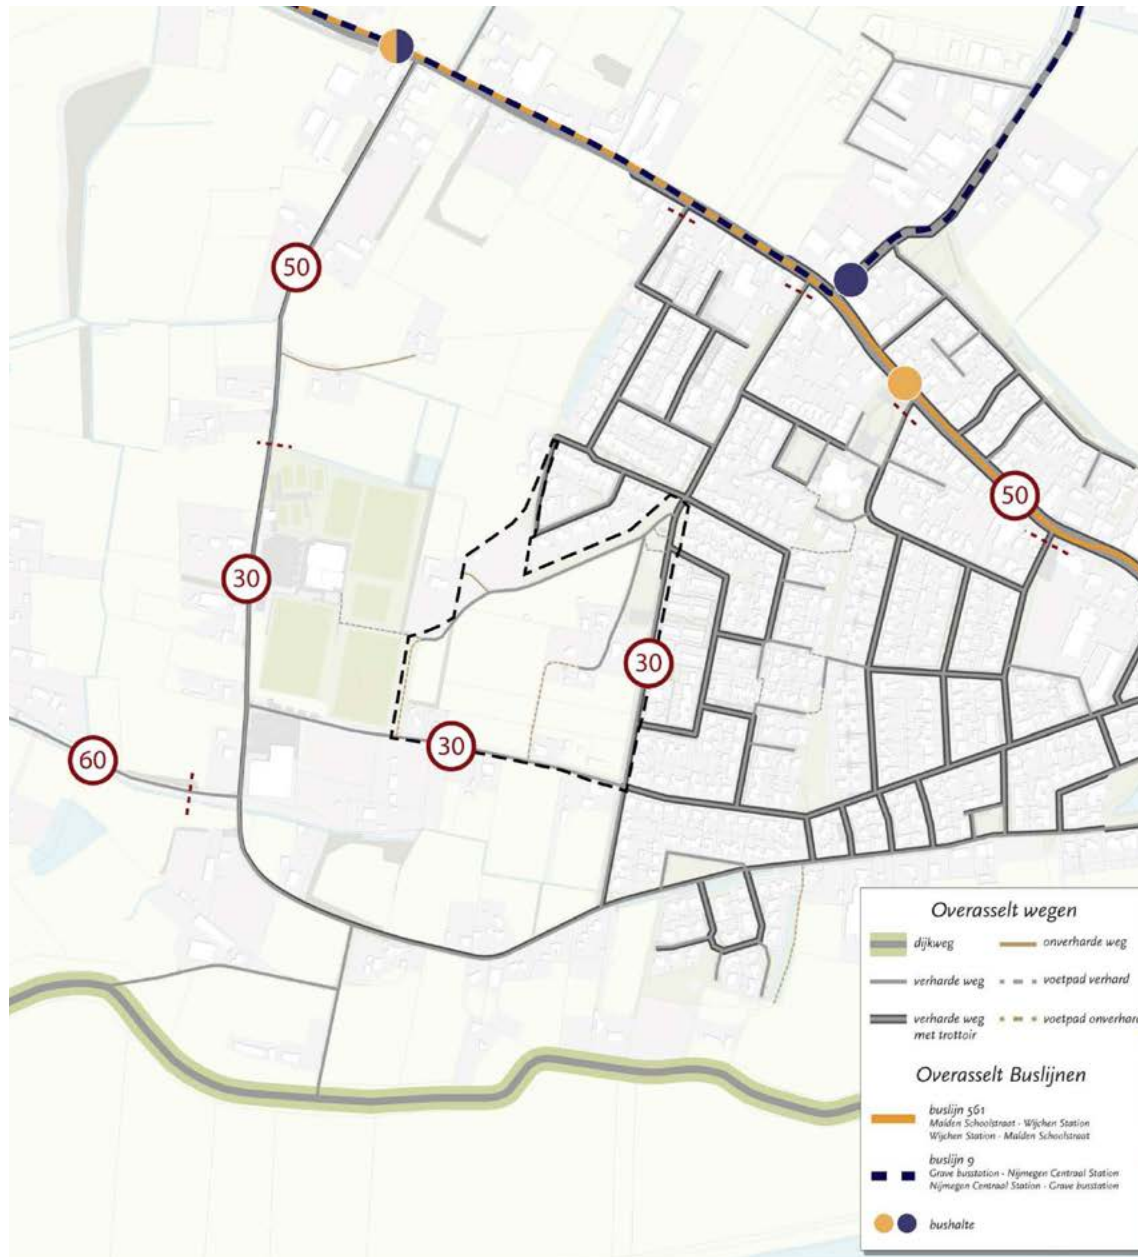 50
50
30
30
30
60
Overasselt wegen
dijkweg
onverharde weg
verharde weg
voetpad verhard
verharde weg
met trottoir
voetpad onverhard
Overasselt Buslijnen
buslijn 561
Malden Schoolstraat - Wijchen Station
Wijchen Station - Malden Schoolstraat
buslijn 9
Grave busstation - Nijmegen Centraal Station
Nijmegen Centraal Station - Grave busstation
bushalte